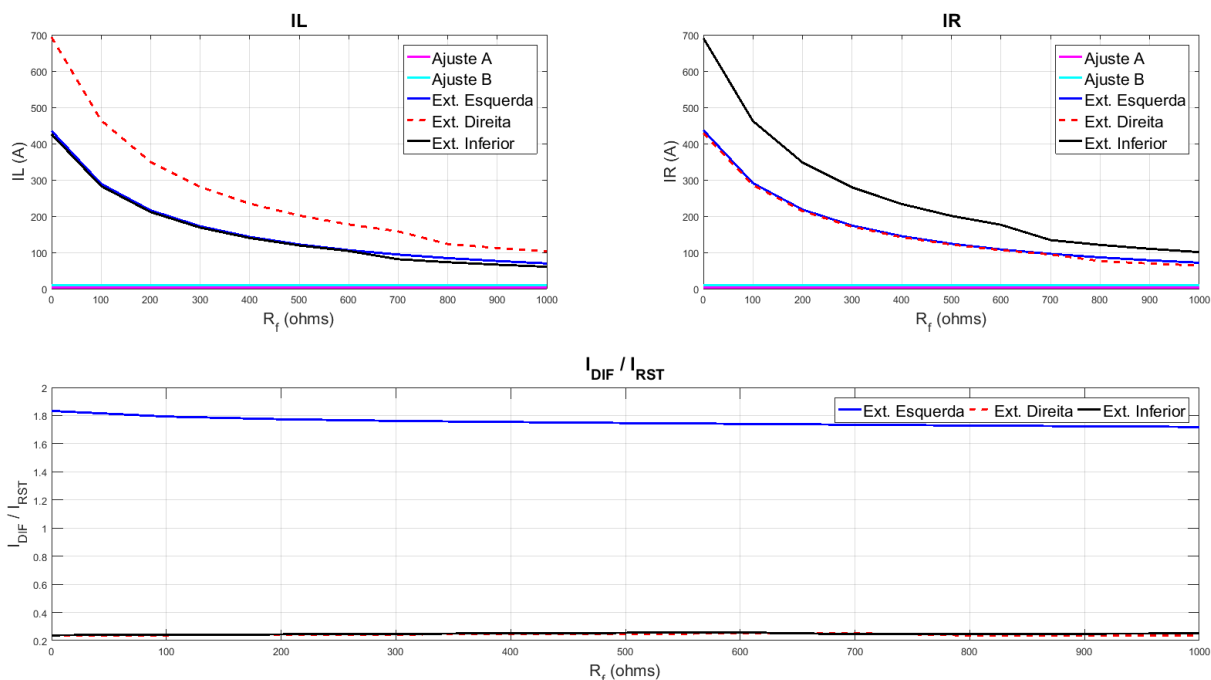 IL
700
600
500
400
300
200
100
0
IL (A)
0 100 200 300 400 500 600 700 800 900 1000
R_f (ohms)
Ajuste A
Ajuste B
Ext. Esquerda
Ext. Direita
Ext. Inferior
IR
700
600
500
400
300
200
100
0
IR (A)
0 100 200 300 400 500 600 700 800 900 1000
R_f (ohms)
Ajuste A
Ajuste B
Ext. Esquerda
Ext. Direita
Ext. Inferior
I_DIF / I_RST
2
1.8
1.6
1.4
1.2
1
0.8
0.6
0.4
0.2
I_DIF / I_RST
Ext. Esquerda Ext. Direita Ext. Inferior
0 100 200 300 400 500 600 700 800 900 1000
R_f (ohms)